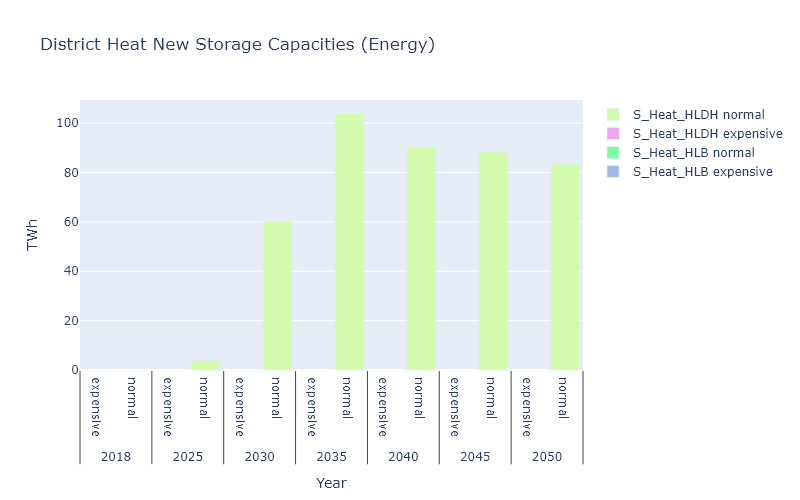 District Heat New Storage Capacities (Energy)
S_Heat_HLDH normal
S_Heat_HLDH expensive
S_Heat_HLB normal
S_Heat_HLB expensive
TWh
100
80
60
40
20
0
expensive normal expensive normal expensive normal expensive normal expensive normal expensive normal expensive normal
2018 2025 2030 2035 2040 2045 2050
Year